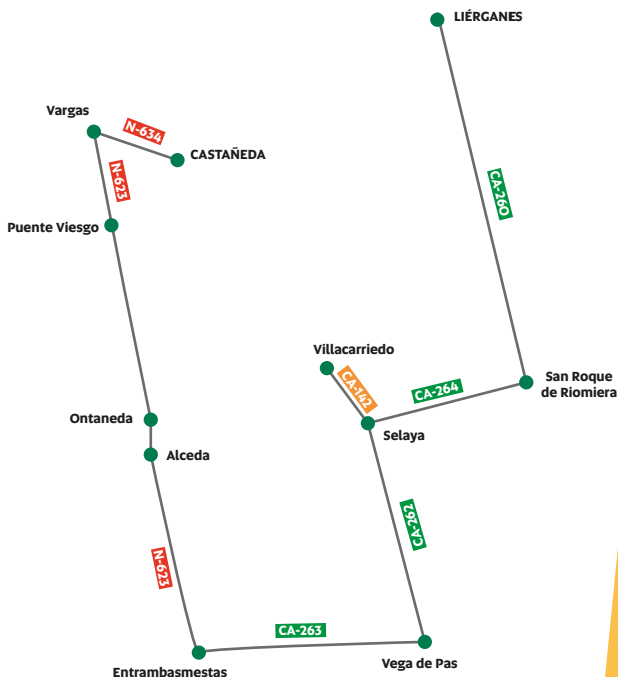 LIÉRGANES
Vargas
N-634
CASTAÑEDA
N-623
CA-260
Puente Viesgo
Villacarriedo
CA-142
CA-264
San Roque
de Riomiera
Ontaneda
Selaya
Alceda
CA-262
N-623
CA-263
Vega de Pas
Entrambasmestas